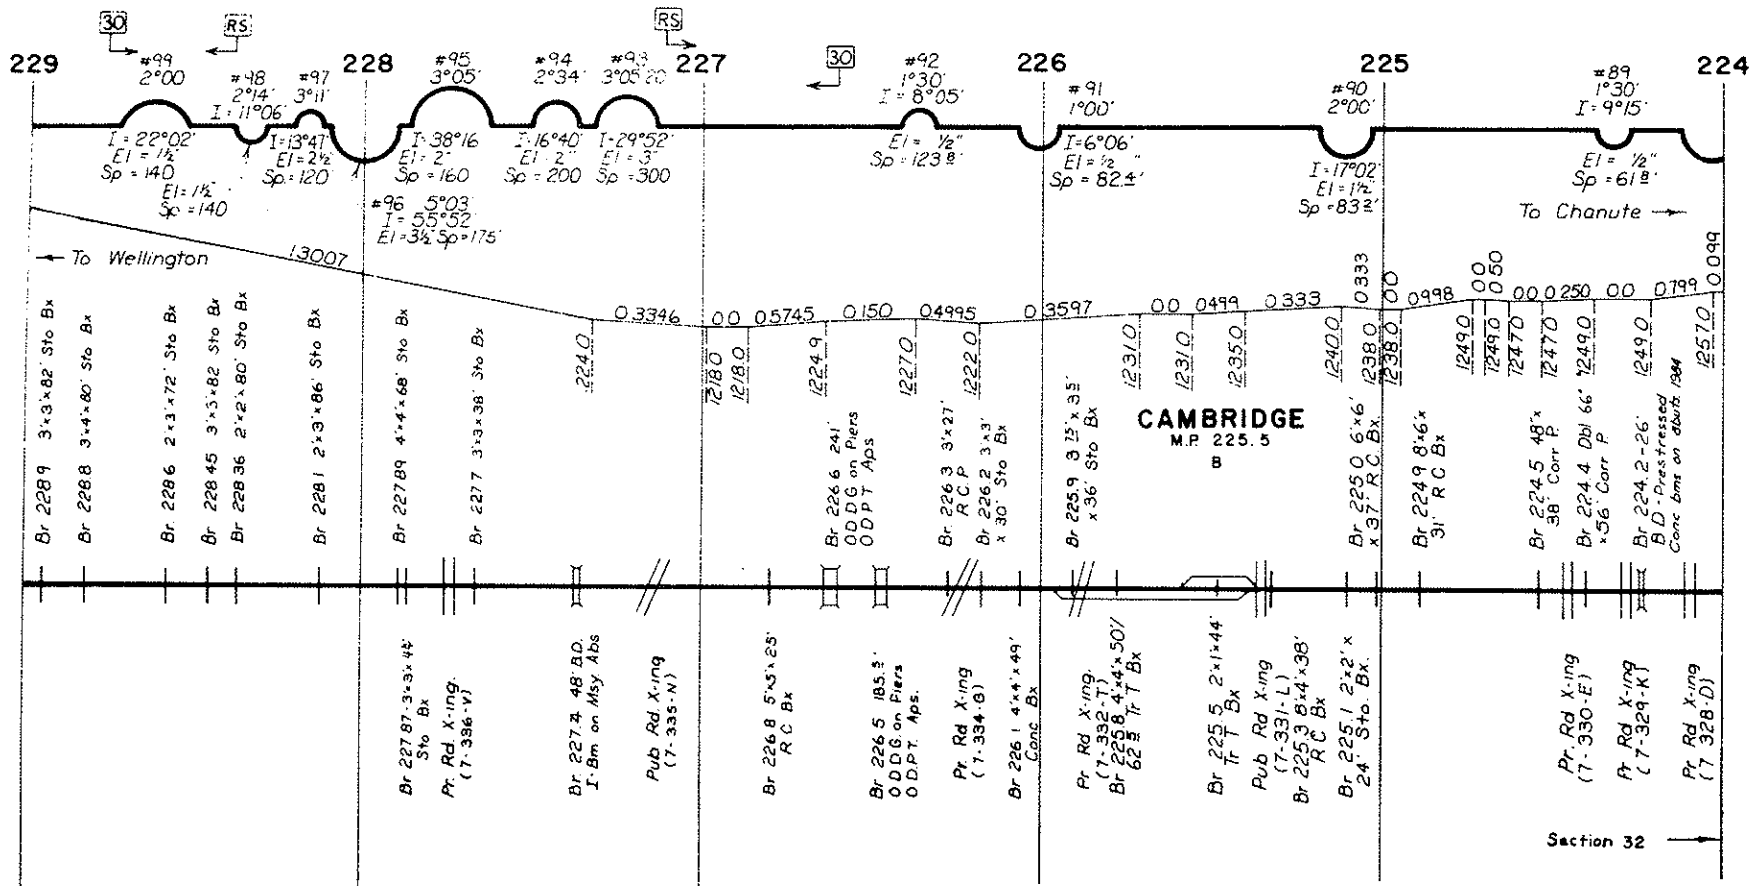 30
RS
RS
30
229
228
227
226
225
224
#99
2°00
#98
2°14'
I=11°06'
#97
3°11'
#95
3°05'
#94
2°34'
#93
3°05'20
#92
1°30'
I=8°05'
#91
1°00'
#90
2°00'
#89
1°30'
I=9°15'
I=22°02'
El=1½"
Sp=140
El=1½"
Sp=140
I=13°47'
El=2½"
Sp=120'
I=38°16
El=2"
Sp=160
#96 5°03'
I=55°52'
El=3½" Sp=175'
I=16°40'
El=2"
Sp=200
I=29°52'
El=3"
Sp=300
El=½"
Sp=123.8'
I=6°06'
El=½"
Sp=82.4'
I=17°02'
El=1½"
Sp=83.2'
El=½"
Sp=61.8'
To Chanute →
← To Wellington
1.3007
0.3346
0.0
0.5745
0.150
0.4995
0.3597
0.0
0.499
0.333
0.333
0.0
0.998
0.0
0.50
0.0
0.250
0.0
0.799
0.099
1224.0
1218.0
1218.0
1224.9
1227.0
1222.0
1231.0
1231.0
1235.0
1240.0
1238.0
1238.0
1249.0
1249.0
1247.0
1247.0
1249.0
1249.0
1257.0
CAMBRIDGE
M.P. 225.5
B
Br 228.9 3'x3'x82' Sto Bx
Br 228.8 3'x4'x80' Sto Bx
Br. 228.6 2'x3'x72' Sto Bx
Br 228.45 3'x3'x82 Sto Bx
Br 228.36 2'x2'x80' Sto Bx
Br 228.1 2'x3'x86' Sto Bx
Br 227.89 4'x4'x68' Sto Bx
Br 227.7 3'x3'x38' Sto Bx
Br 226.6 241'
O D D G on Piers
O D P T Aps
Br 226.3 3'x27'
R C P
Br 226.2 3'x3'
x30' Sto Bx
Br 225.9 3.75'x3.5'
x36' Sto Bx
Br 225.0 6'x6'
x37' R C Bx
Br 224.9 8'x6'x
31' R C Bx
Br 224.5 48"x
38' Corr P.
Br 224.4 Dbl 66"
x56' Corr P
Br 224.2-26'
B D-Prestressed
Conc bms on abuts. 1984
Br 227.87-3'x3'x44'
Sto Bx
Pr. Rd. X-ing.
(7-336-V)
Br. 227.4 48' B.D.
I-Bm on Msy Abs
Pub Rd. X-ing
(7-335-N)
Br 226.8 5'x5'x25'
R C Bx
Br 226.5 185.5'
O D D G. on Piers
O.D.P.T. Aps.
Pr. Rd X-ing
(7-334-G)
Br 226.1 4'x4'x49'
Conc Bx
Pr Rd X-ing.
(7-332-T)
Br 225.8 4'x4'x50'/
62.5 Tr T Bx
Br 225.5 2'x1'x44'
Tr T Bx
Pub Rd X-ing
(7-331-L)
Br 225.3 8'x4'x38'
R C Bx
Br 225.1 2'x2'x
24' Sto. Bx.
Pr. Rd X-ing
(7-330-E)
Pr Rd X-ing
(7-329-K)
Pr Rd X-ing
(7 328-D)
Section 32 →